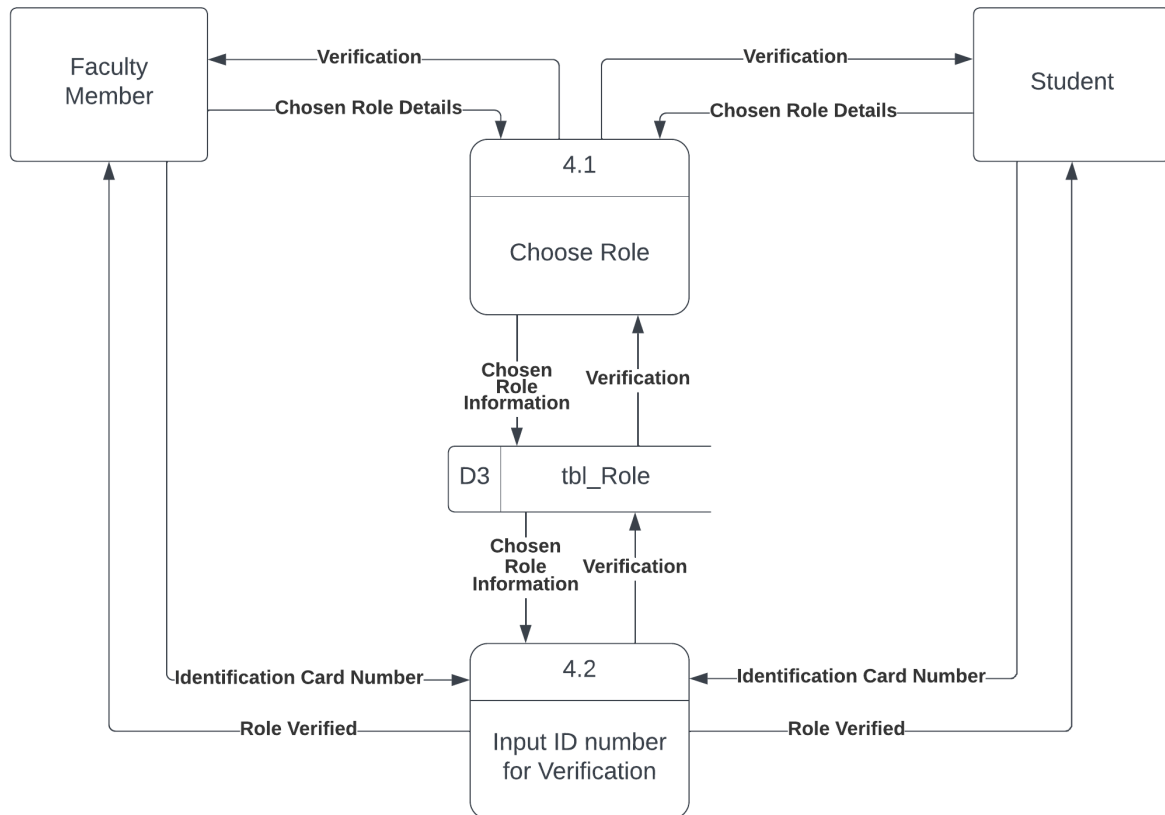 Faculty
Member
Verification
Verification
Student
Chosen Role Details
Chosen Role Details
4.1
Choose Role
Chosen
Role
Information
Verification
D3
tbl_Role
Chosen
Role
Information
Verification
4.2
Identification Card Number
Identification Card Number
Role Verified
Role Verified
Input ID number
for Verification